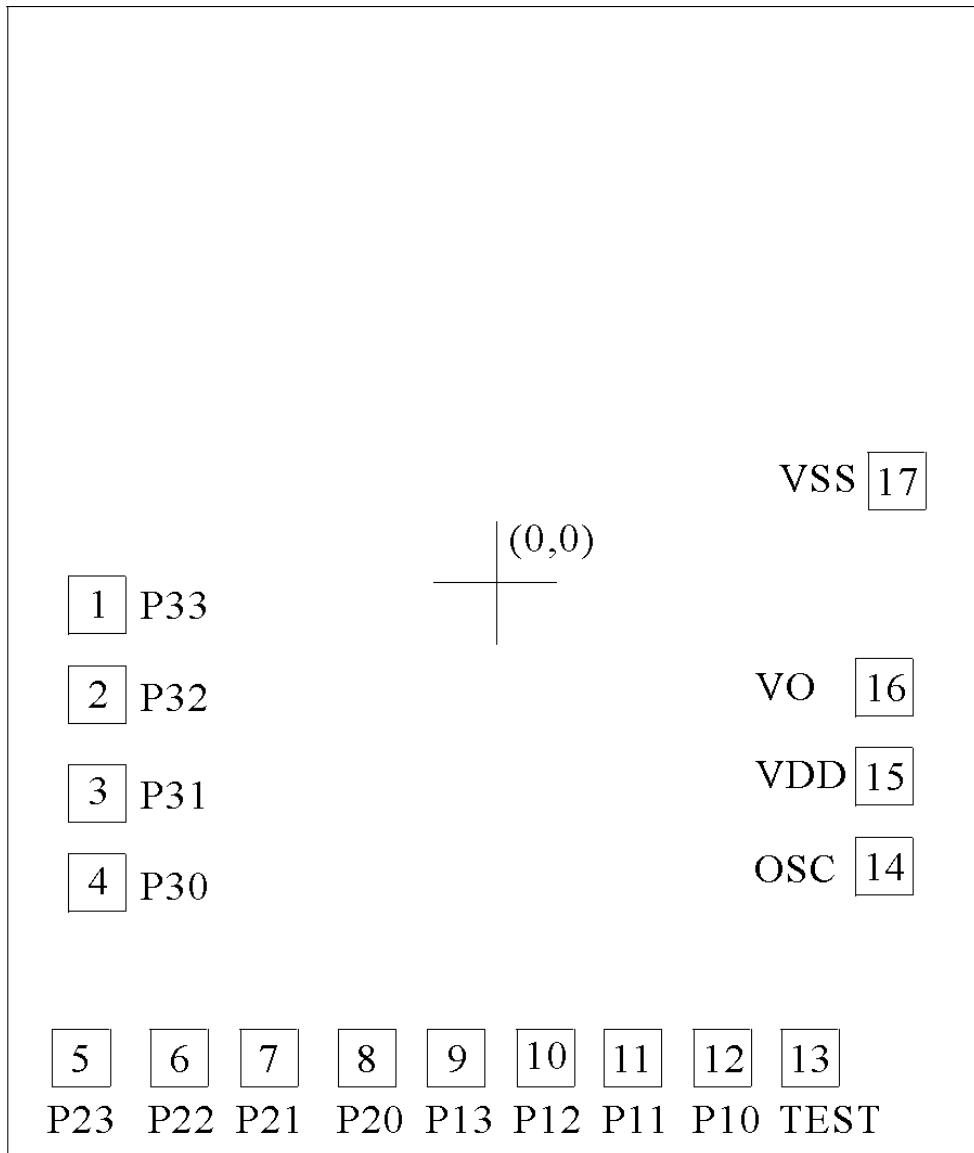 VSS 17
(0,0)
1 P33
2 P32
VO 16
VDD 15
3 P31
OSC 14
4 P30
5 6 7 8 9 10 11 12 13
P23 P22 P21 P20 P13 P12 P11 P10 TEST